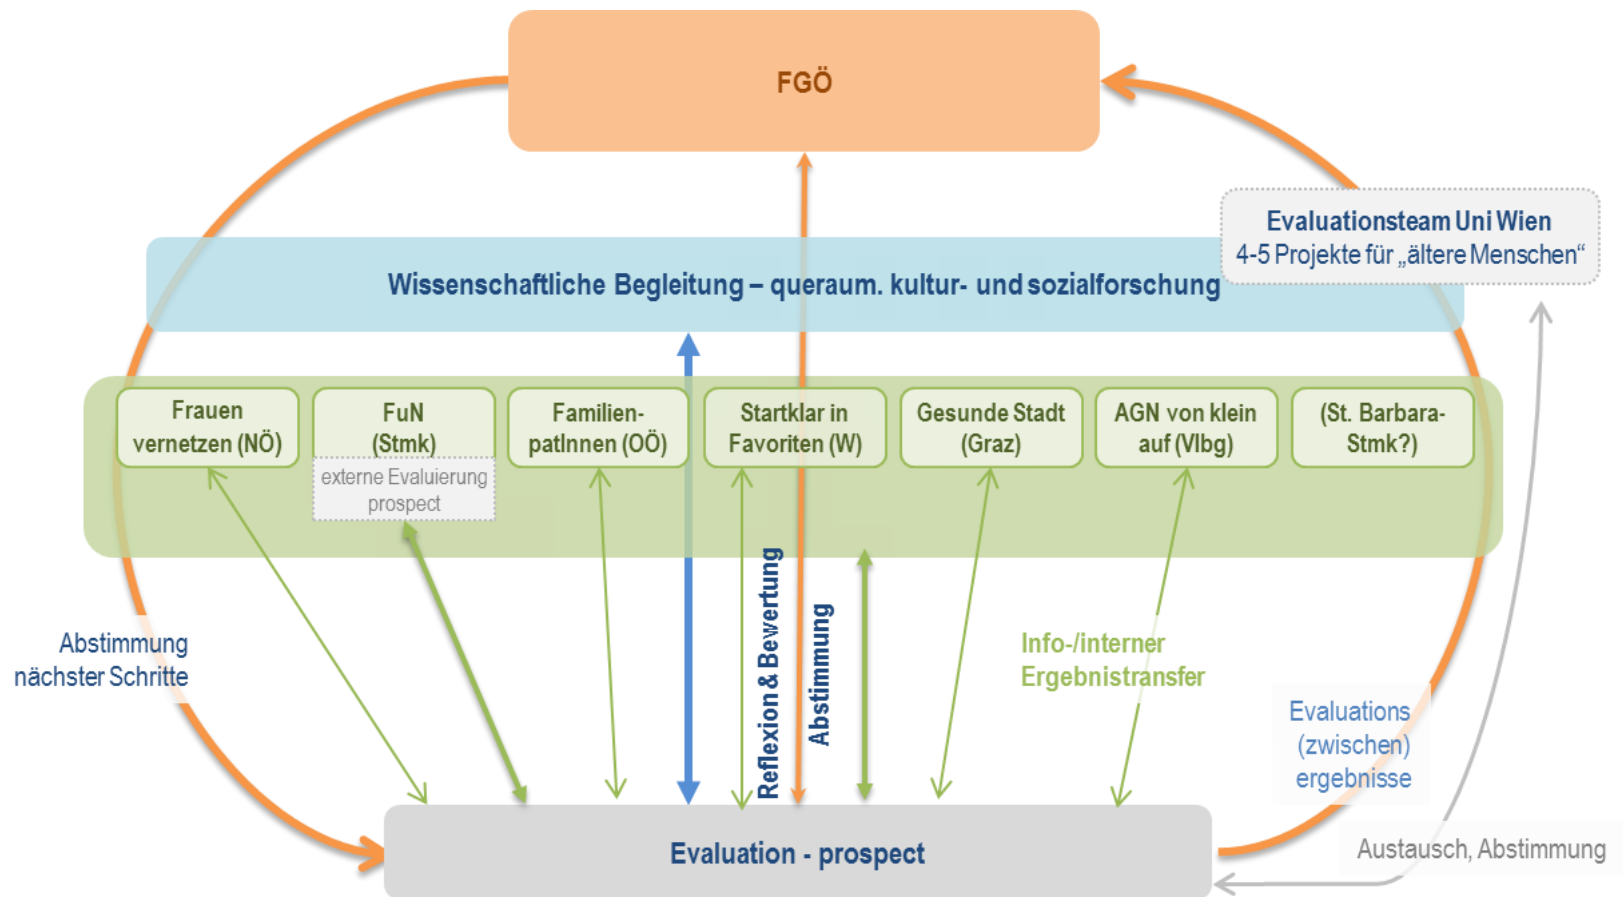 FGÖ
Evaluationsteam Uni Wien
4-5 Projekte für „ältere Menschen“
Wissenschaftliche Begleitung – queraum. kultur- und sozialforschung
Frauen
vernetzen (NÖ)
FuN
(Stmk)
externe Evaluierung
prospect
Familien-
patInnen (OÖ)
Startklar in
Favoriten (W)
Gesunde Stadt
(Graz)
AGN von klein
auf (Vlbg)
(St. Barbara-
Stmk?)
Abstimmung
nächster Schritte
Reflexion & Bewertung
Abstimmung
Info-/interner
Ergebnistransfer
Evaluations
(zwischen)
ergebnisse
Austausch, Abstimmung
Evaluation - prospect